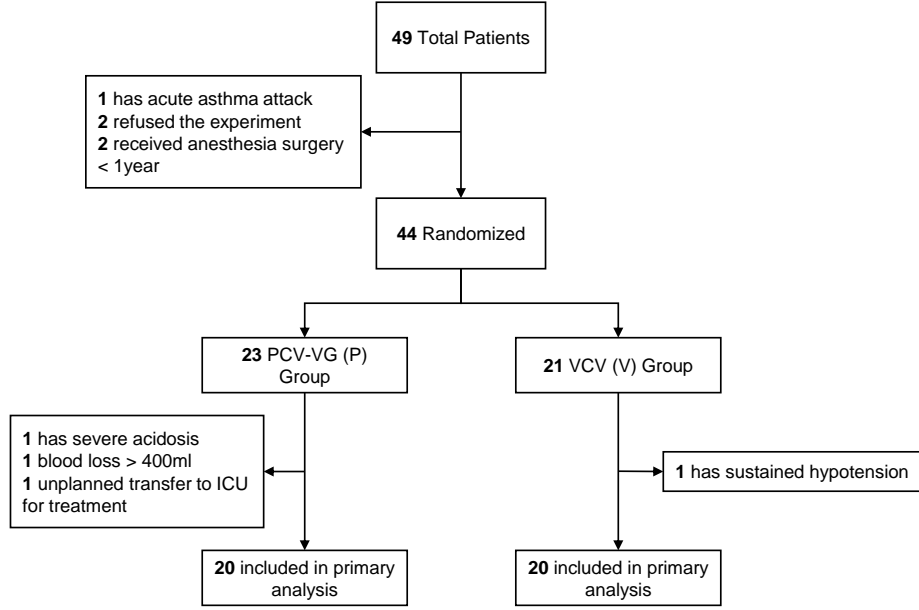 49 Total Patients
1 has acute asthma attack
2 refused the experiment
2 received anesthesia surgery
< 1year
44 Randomized
23 PCV-VG (P)
Group
21 VCV (V) Group
1 has severe acidosis
1 blood loss > 400ml
1 unplanned transfer to ICU
for treatment
1 has sustained hypotension
20 included in primary
analysis
20 included in primary
analysis